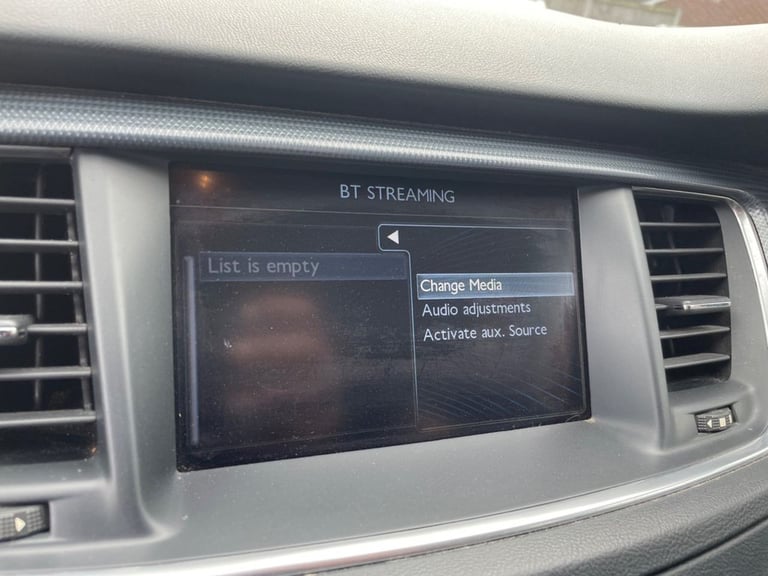 BT STREAMING
List is empty
Change Media
Audio adjustments
Activate aux. Source